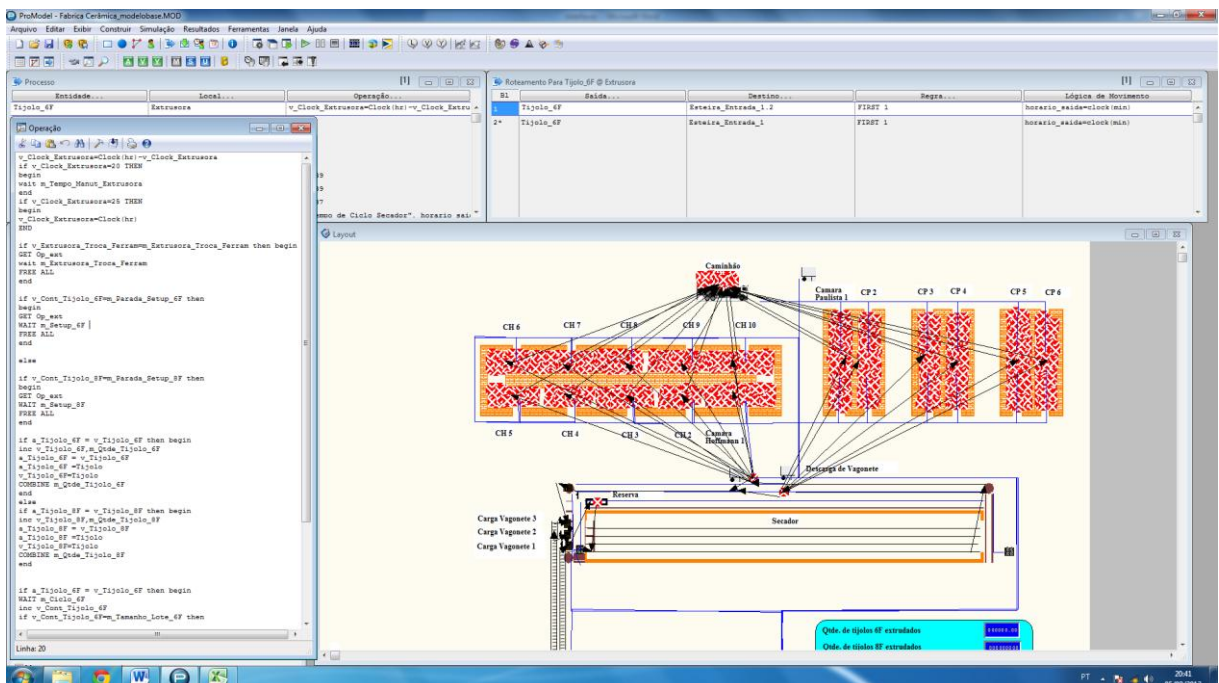 ProModel - Fabrica Cerâmica_modelobase.MOD
Arquivo Editar Exibir Construir Simulação Resultados Ferramentas Janela Ajuda
Processo [1]
Entidade... Local... Operação...
Tijolo_6F Extrusora v_Clock_Extrusora=Clock(hr)-v_Clock_Extru
empo de Ciclo Secador", horario sai
Roteamento Para Tijolo_6F @ Extrusora [1]
Bl Saída... Destino... Regra... Lógica de Movimento
1 Tijolo_6F Esteira_Entrada_1.2 FIRST 1 horario_saida=clock(min)
2* Tijolo_6F Esteira_Entrada_1 FIRST 1 horario_saida=clock(min)
Operação
v_Clock_Extrusora=Clock(hr)-v_Clock_Extrusora
if v_Clock_Extrusora=20 THEN
begin
wait m_Tempo_Manut_Extrusora
end
if v_Clock_Extrusora=25 THEN
begin
v_Clock_Extrusora=Clock(hr)
END
if v_Extrusora_Troca_Ferram=m_Extrusora_Troca_Ferram then begin
GET Op_ext
wait m_Extrusora_Troca_Ferram
FREE ALL
end
if v_Cont_Tijolo_6F=m_Parada_Setup_6F then
begin
GET Op_ext
WAIT m_Setup_6F
FREE ALL
end
else
if v_Cont_Tijolo_8F=m_Parada_Setup_8F then
begin
GET Op_ext
WAIT m_Setup_8F
FREE ALL
end
if a_Tijolo_6F = v_Tijolo_6F then begin
inc v_Tijolo_6F,m_Qtde_Tijolo_6F
a_Tijolo_6F = v_Tijolo_6F
a_Tijolo_6F =Tijolo
v_Tijolo_6F=Tijolo
COMBINE m_Qtde_Tijolo_6F
end
else
if a_Tijolo_8F = v_Tijolo_8F then begin
inc v_Tijolo_8F,m_Qtde_Tijolo_8F
a_Tijolo_8F = v_Tijolo_8F
a_Tijolo_8F =Tijolo
v_Tijolo_8F=Tijolo
COMBINE m_Qtde_Tijolo_8F
end
if a_Tijolo_6F = v_Tijolo_6F then begin
WAIT m_Ciclo_6F
inc v_Cont_Tijolo_6F
if v_Cont_Tijolo_6F=m_Tamanho_Lote_6F then
Linha: 20
Layout
Caminhão
Camara Paulista 1
CP 2
CP 3
CP 4
CP 5
CP 6
CH 6
CH 7
CH 8
CH 9
CH 10
CH 5
CH 4
CH 3
CH 2
Camara Hoffmann 1
Descarga de Vagonete
Reserva
Secador
Carga Vagonete 3
Carga Vagonete 2
Carga Vagonete 1
Qtde. de tijolos 6F extrudados
Qtde. de tijolos 8F extrudados
PT
20:41